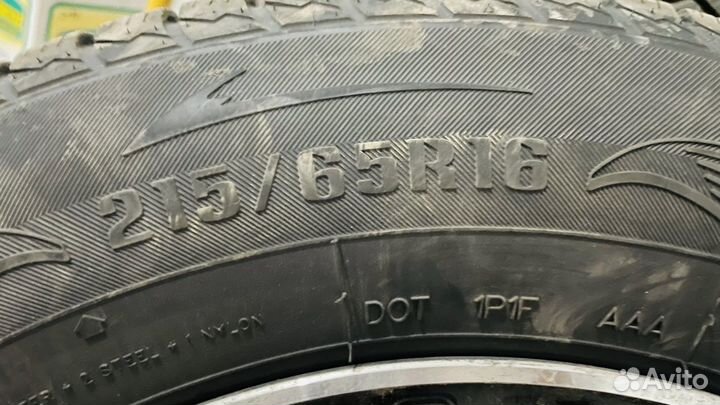 215/65R16
DOT 1P1F AAA
+ 2 STEEL + 1 NYLON
Avito